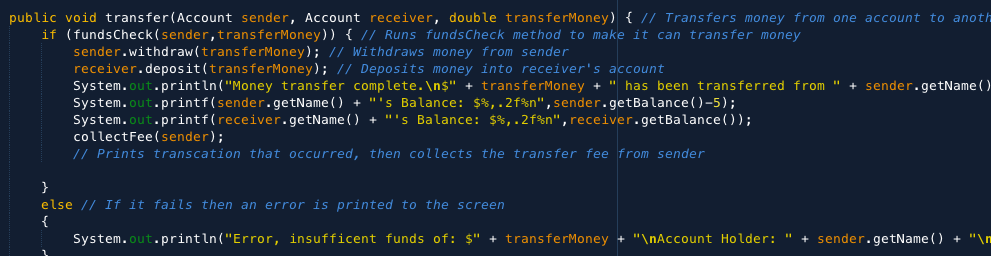 public void transfer(Account sender, Account receiver, double transferMoney) { // Transfers money from one account to
if (fundsCheck(sender,transferMoney)) { // Runs fundsCheck method to make it can transfer money
sender.withdraw(transferMoney); // Withdraws money from sender
receiver.deposit(transferMoney); // Deposits money into receiver's account
System.out.println("Money transfer complete.\n$" + transferMoney + " has been transferred from " + sender.getName()
System.out.printf(sender.getName() + "'s Balance: $%,.2f%n",sender.getBalance()-5);
System.out.printf(receiver.getName() + "'s Balance: $%,.2f%n",receiver.getBalance());
collectFee(sender);
// Prints transcation that occurred, then collects the transfer fee from sender
}
else // If it fails then an error is printed to the screen
{
System.out.println("Error, insufficient funds of: $" + transferMoney + "\nAccount Holder: " + sender.getName() + "\n
}